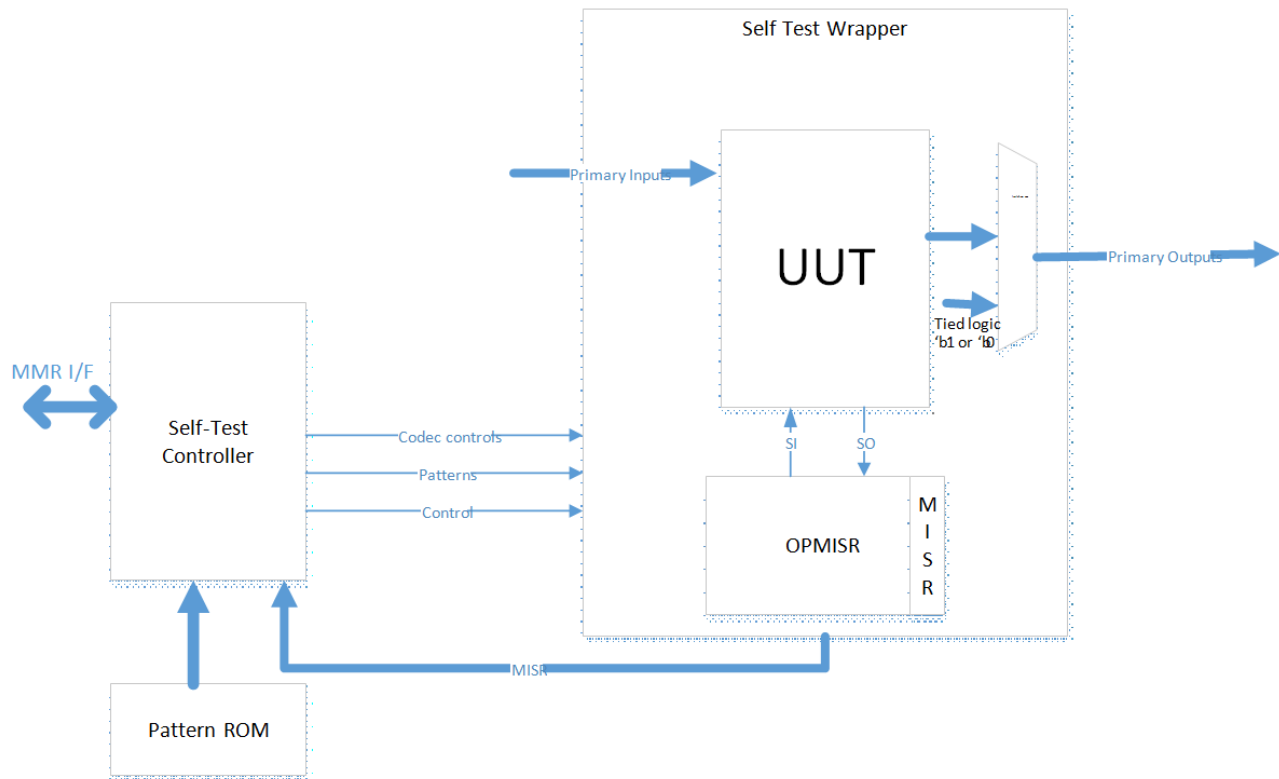 Self Test Wrapper
Primary Inputs
UUT
Primary Outputs
Tied logic
‘b1 or ‘b0
MMR I/F
Self-Test
Controller
Codec controls
Patterns
Control
SI
SO
OPMISR
M
I
S
R
MISR
Pattern ROM